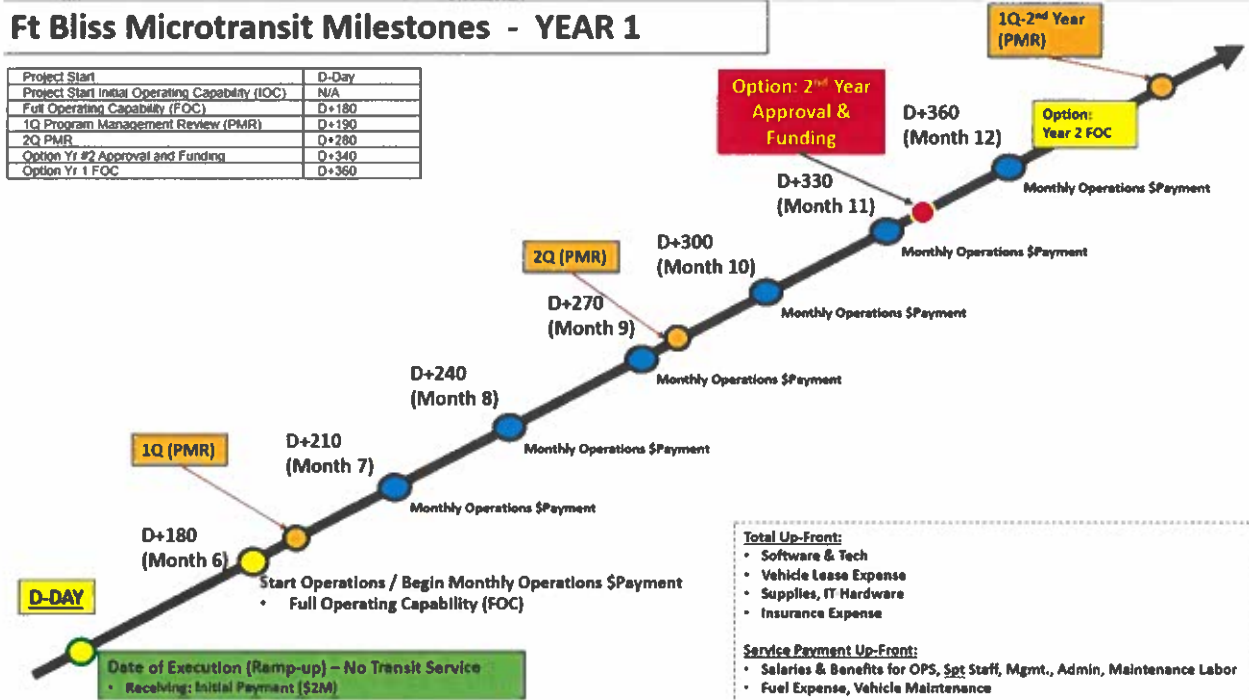 Ft Bliss Microtransit Milestones - YEAR 1
Project Start D-Day
Project Start Initial Operating Capability (IOC) N/A
Full Operating Capability (FOC) D+180
1Q Program Management Review (PMR) D+190
2Q PMR D+280
Option Yr #2 Approval and Funding D+340
Option Yr 1 FOC D+360
1Q-2nd Year
(PMR)
Option: 2nd Year
Approval &
Funding
D+360
(Month 12)
Option:
Year 2 FOC
Monthly Operations $Payment
D+330
(Month 11)
Monthly Operations $Payment
2Q (PMR)
D+300
(Month 10)
Monthly Operations $Payment
D+270
(Month 9)
Monthly Operations $Payment
D+240
(Month 8)
Monthly Operations $Payment
1Q (PMR)
D+210
(Month 7)
Monthly Operations $Payment
D+180
(Month 6)
Start Operations / Begin Monthly Operations $Payment
• Full Operating Capability (FOC)
D-DAY
Date of Execution (Ramp-up) – No Transit Service
• Receiving: Initial Payment ($2M)
Total Up-Front:
• Software & Tech
• Vehicle Lease Expense
• Supplies, IT Hardware
• Insurance Expense
Service Payment Up-Front:
• Salaries & Benefits for OPS, Spt Staff, Mgmt., Admin, Maintenance Labor
• Fuel Expense, Vehicle Maintenance